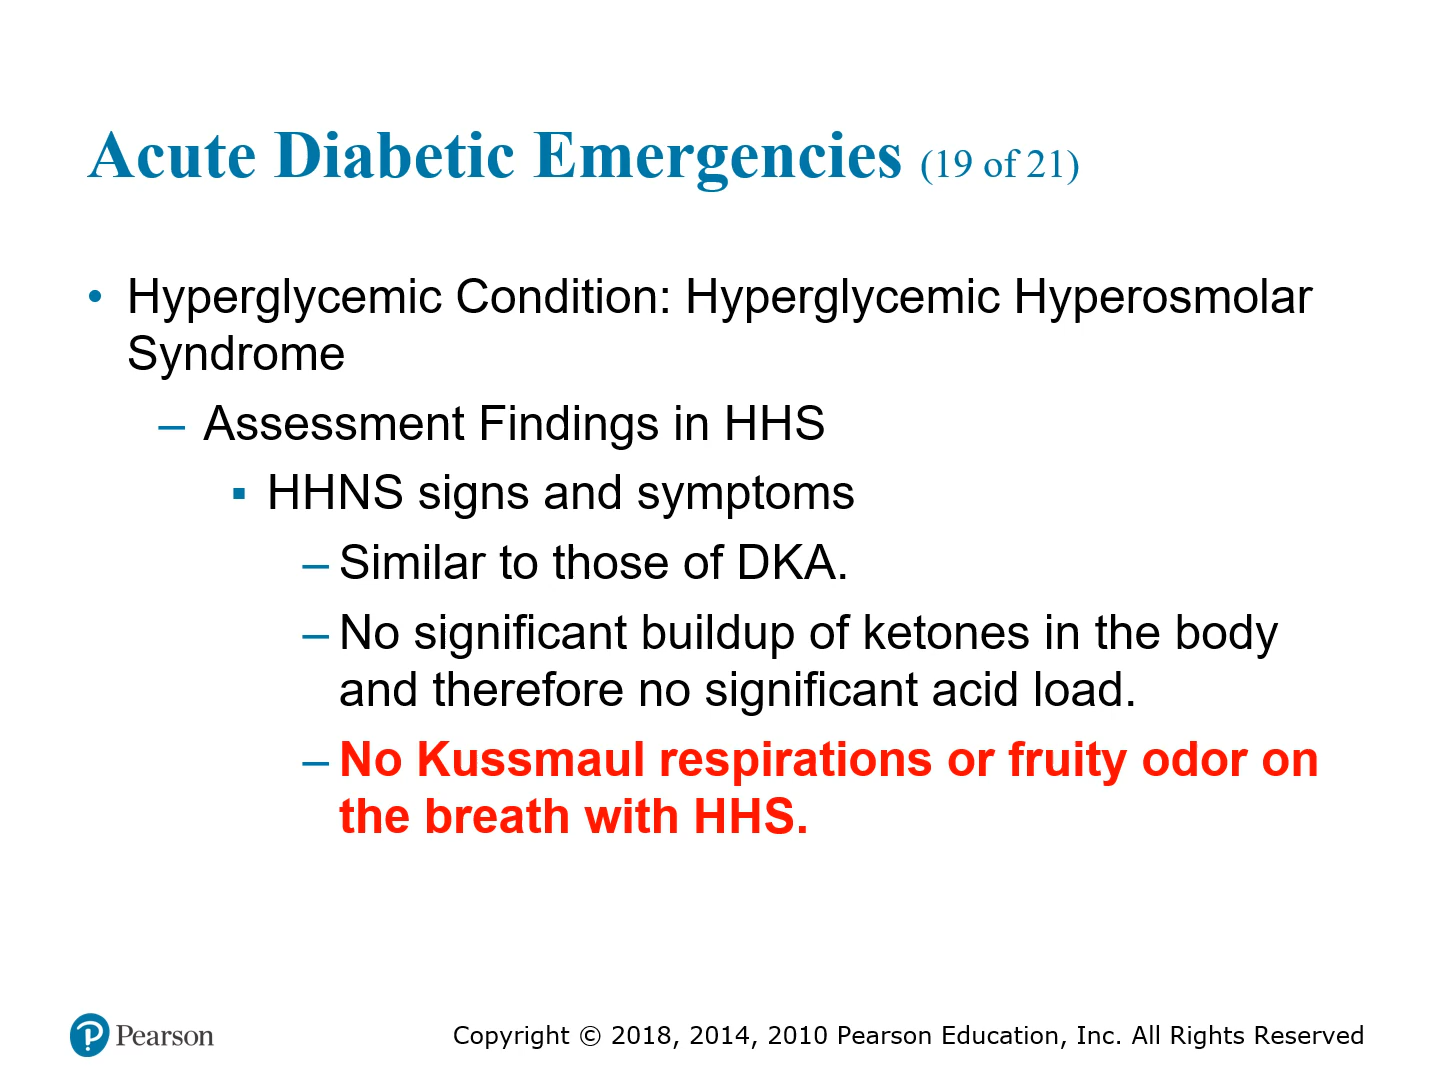 Acute Diabetic Emergencies (19 of 21)
• Hyperglycemic Condition: Hyperglycemic Hyperosmolar
Syndrome
– Assessment Findings in HHS
▪ HHNS signs and symptoms
– Similar to those of DKA.
– No significant buildup of ketones in the body
and therefore no significant acid load.
– No Kussmaul respirations or fruity odor on
the breath with HHS.
Pearson
Copyright © 2018, 2014, 2010 Pearson Education, Inc. All Rights Reserved